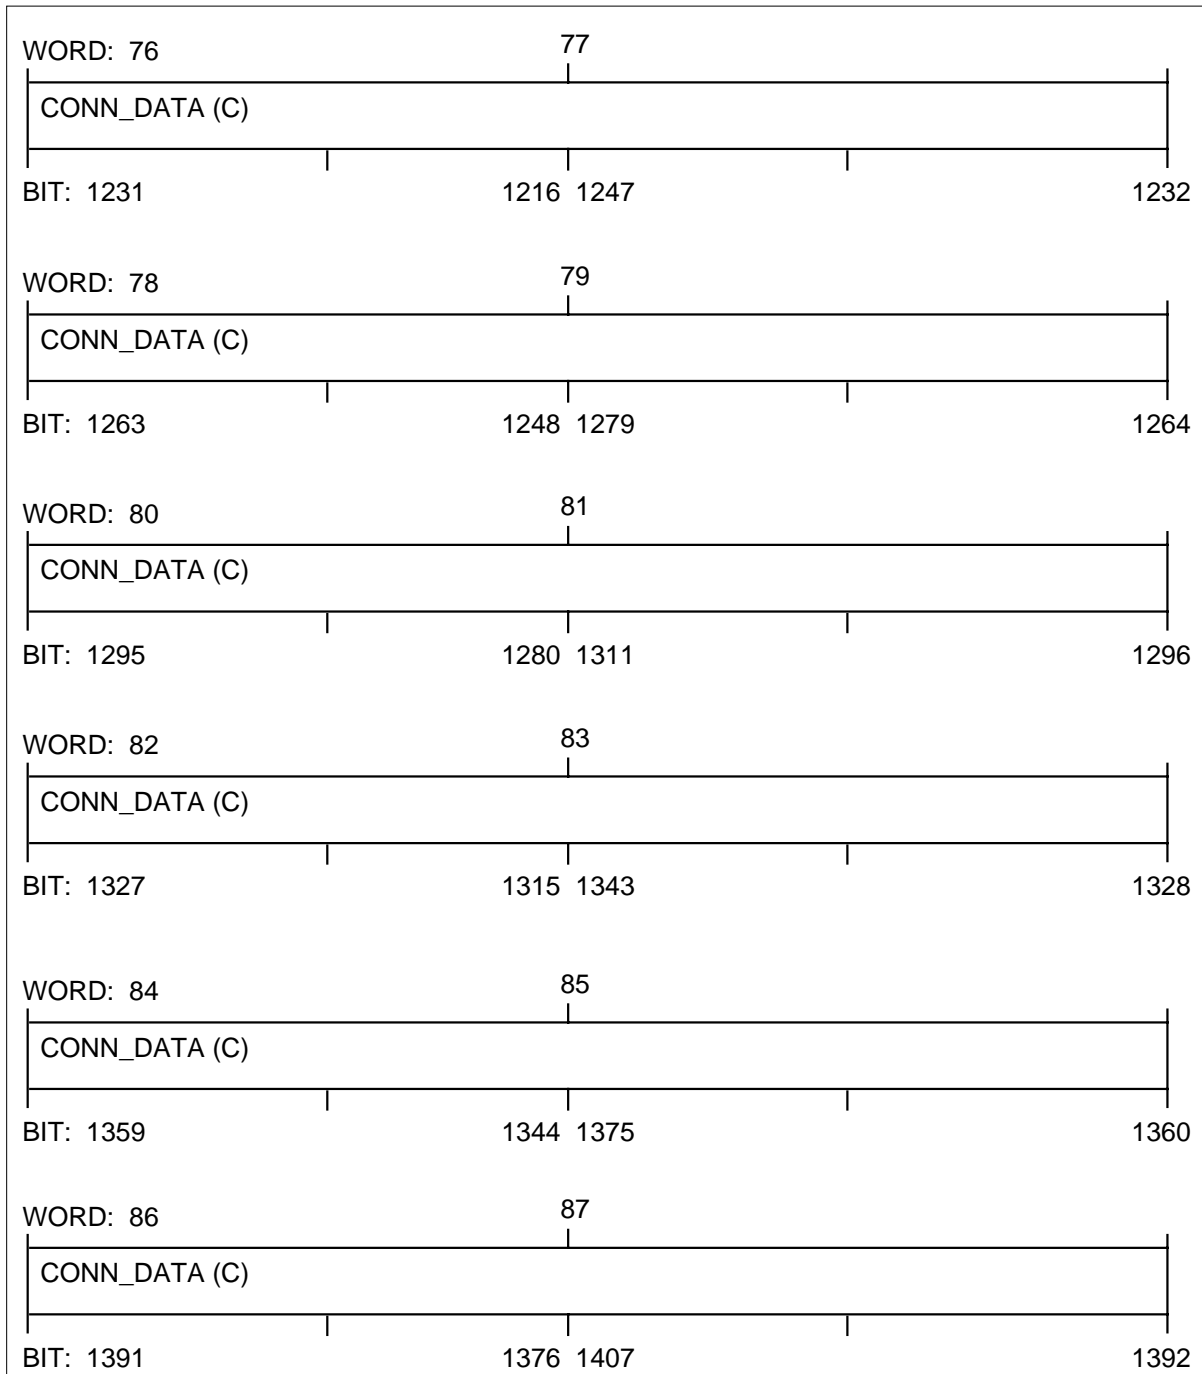 WORD: 76 77
CONN_DATA (C)
BIT: 1231 1216 1247 1232
WORD: 78 79
CONN_DATA (C)
BIT: 1263 1248 1279 1264
WORD: 80 81
CONN_DATA (C)
BIT: 1295 1280 1311 1296
WORD: 82 83
CONN_DATA (C)
BIT: 1327 1315 1343 1328
WORD: 84 85
CONN_DATA (C)
BIT: 1359 1344 1375 1360
WORD: 86 87
CONN_DATA (C)
BIT: 1391 1376 1407 1392